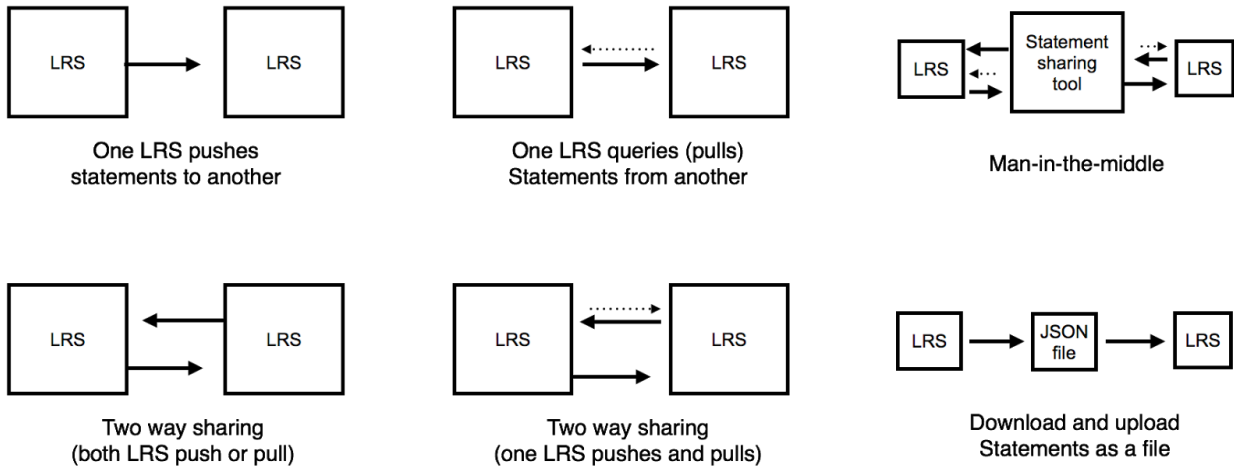 LRS
LRS
One LRS pushes
statements to another
LRS
LRS
One LRS queries (pulls)
Statements from another
LRS
Statement
sharing
tool
LRS
Man-in-the-middle
LRS
LRS
Two way sharing
(both LRS push or pull)
LRS
LRS
Two way sharing
(one LRS pushes and pulls)
LRS
JSON
file
LRS
Download and upload
Statements as a file